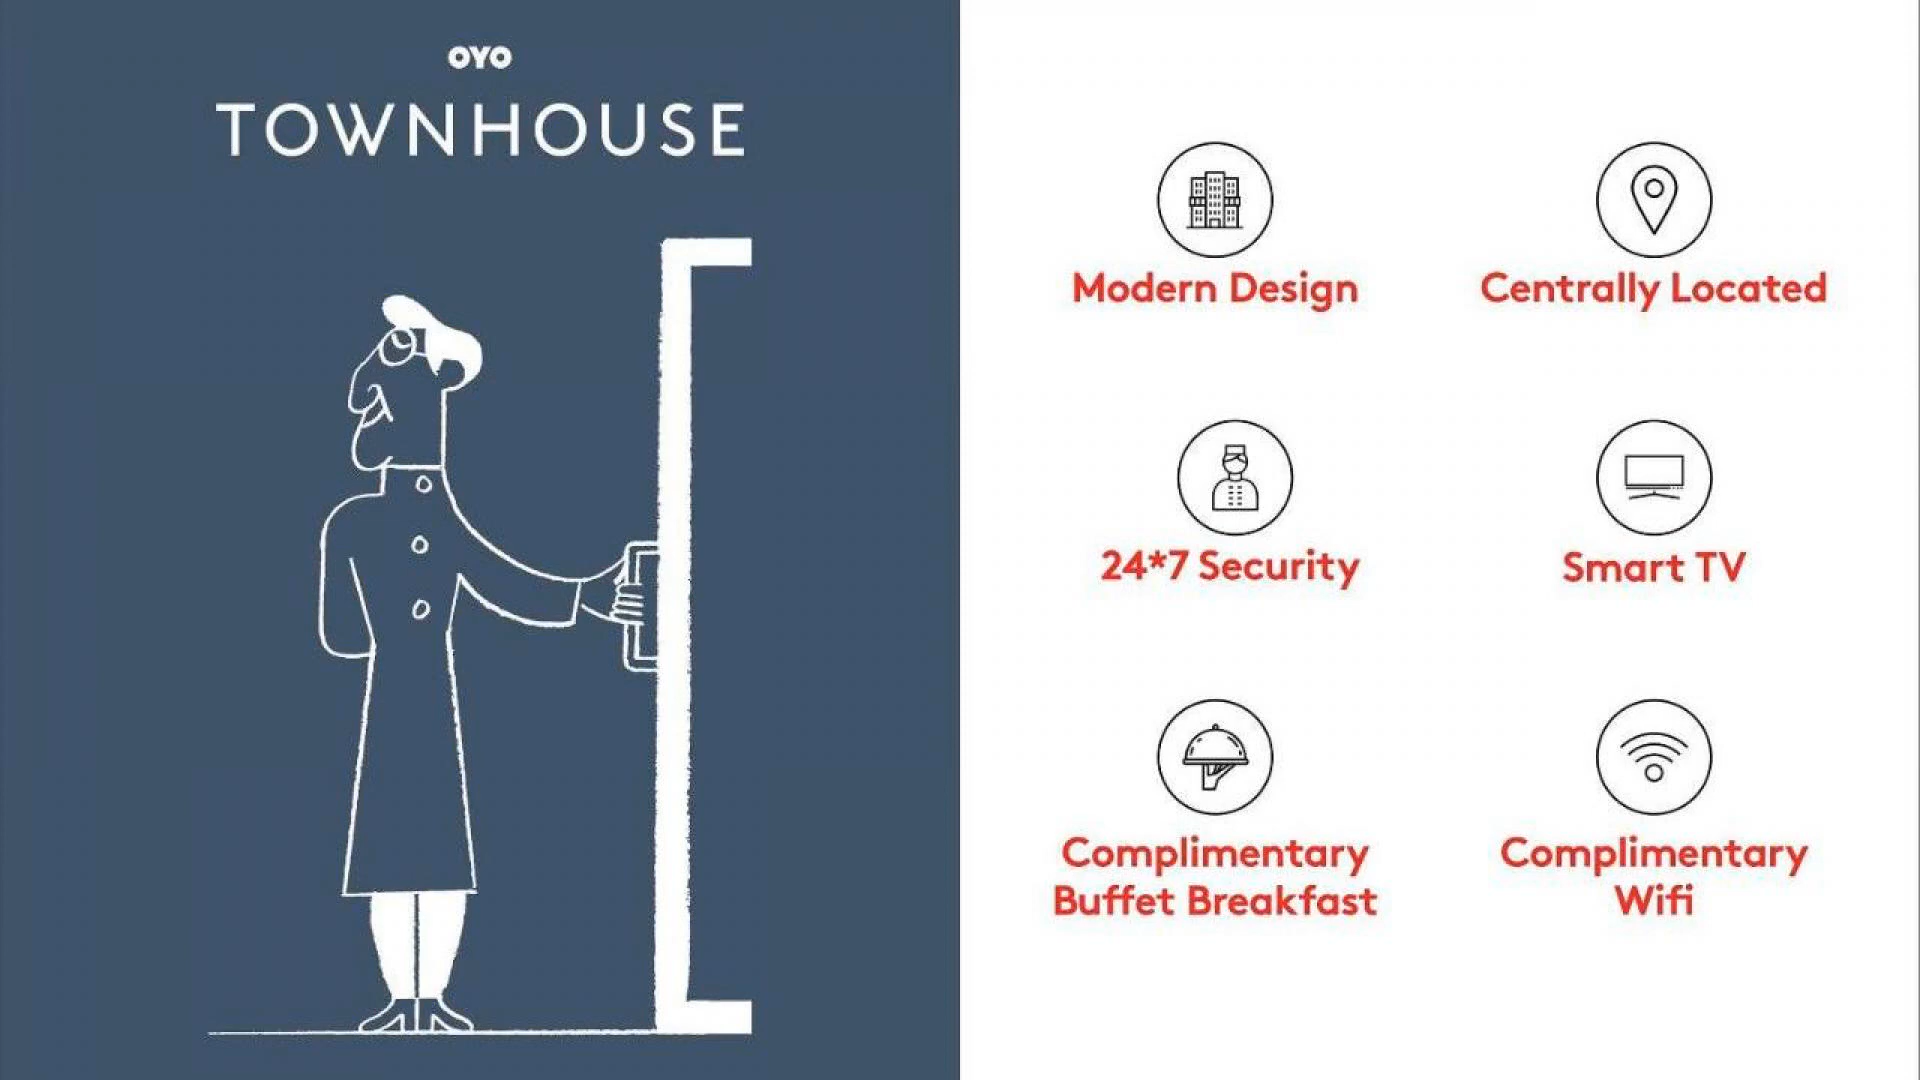 OYO
TOWNHOUSE
Modern Design
Centrally Located
24*7 Security
Smart TV
Complimentary
Buffet Breakfast
Complimentary
Wifi